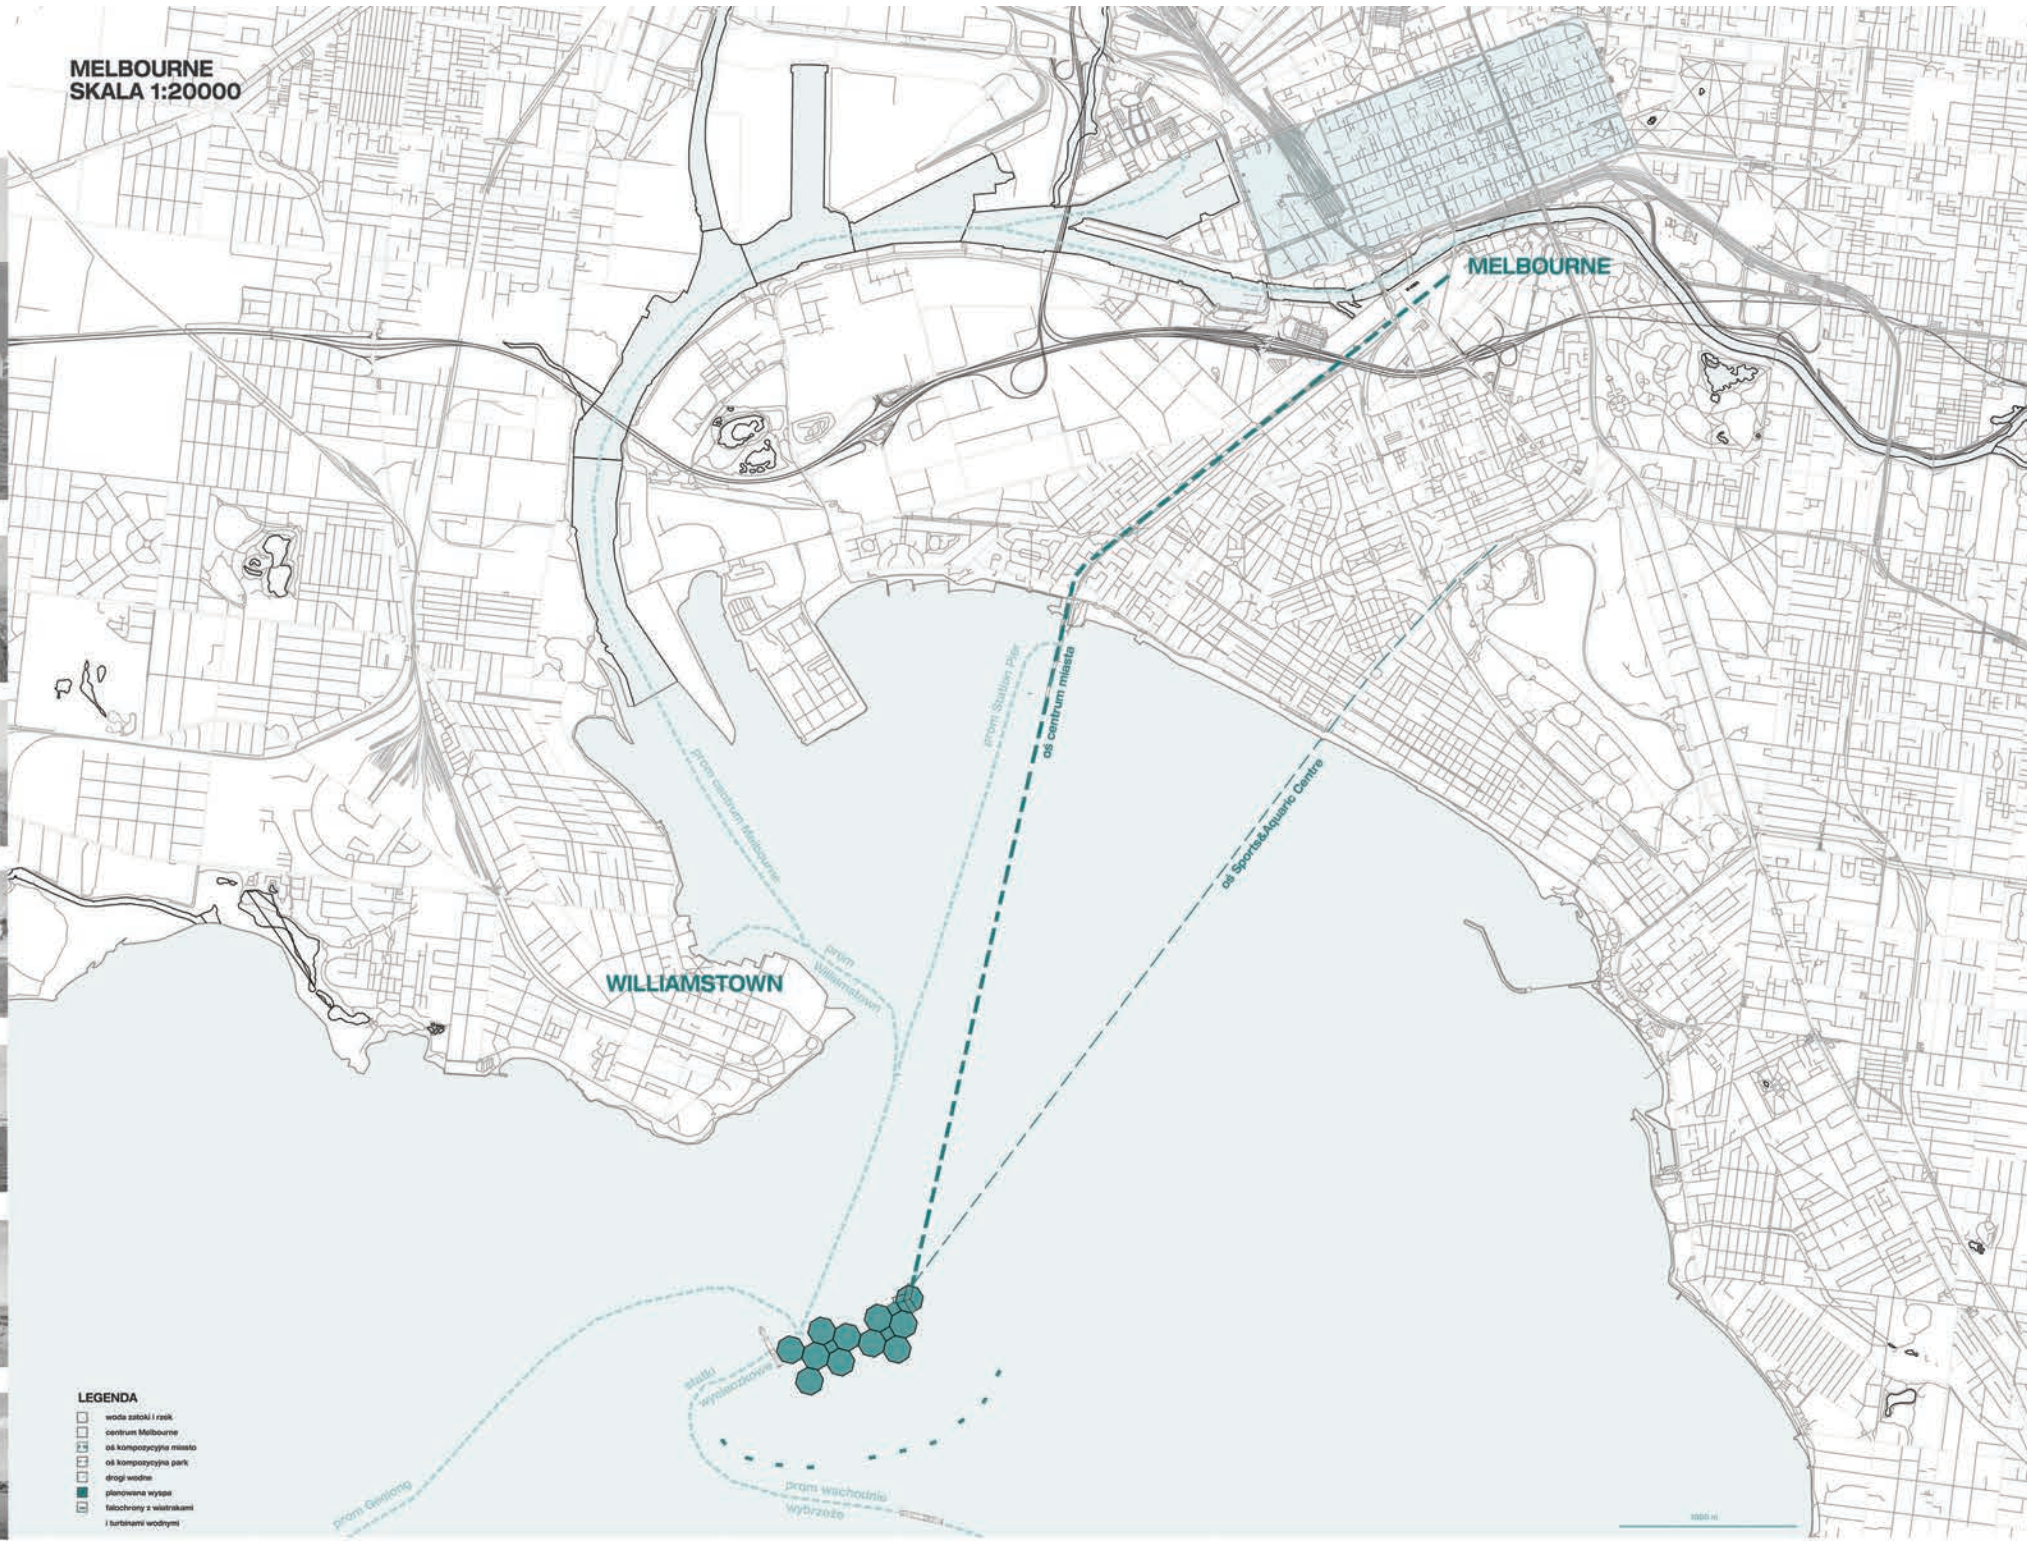 MELBOURNE
SKALA 1:20000
MELBOURNE
prom Station Pier
oś centrum miasta
prom centrum Melbourne
oś Sports&Aquaric Centre
prom
Williamstown
WILLIAMSTOWN
statki
wycieczkowe
prom Geelong
prom wschodnie
wybrzeże
LEGENDA
woda zatoki i rzek
centrum Melbourne
oś kompozycyjna miasto
oś kompozycyjna park
drogi wodne
planowana wyspa
falochrony z wiatrakami
i turbinami wodnymi